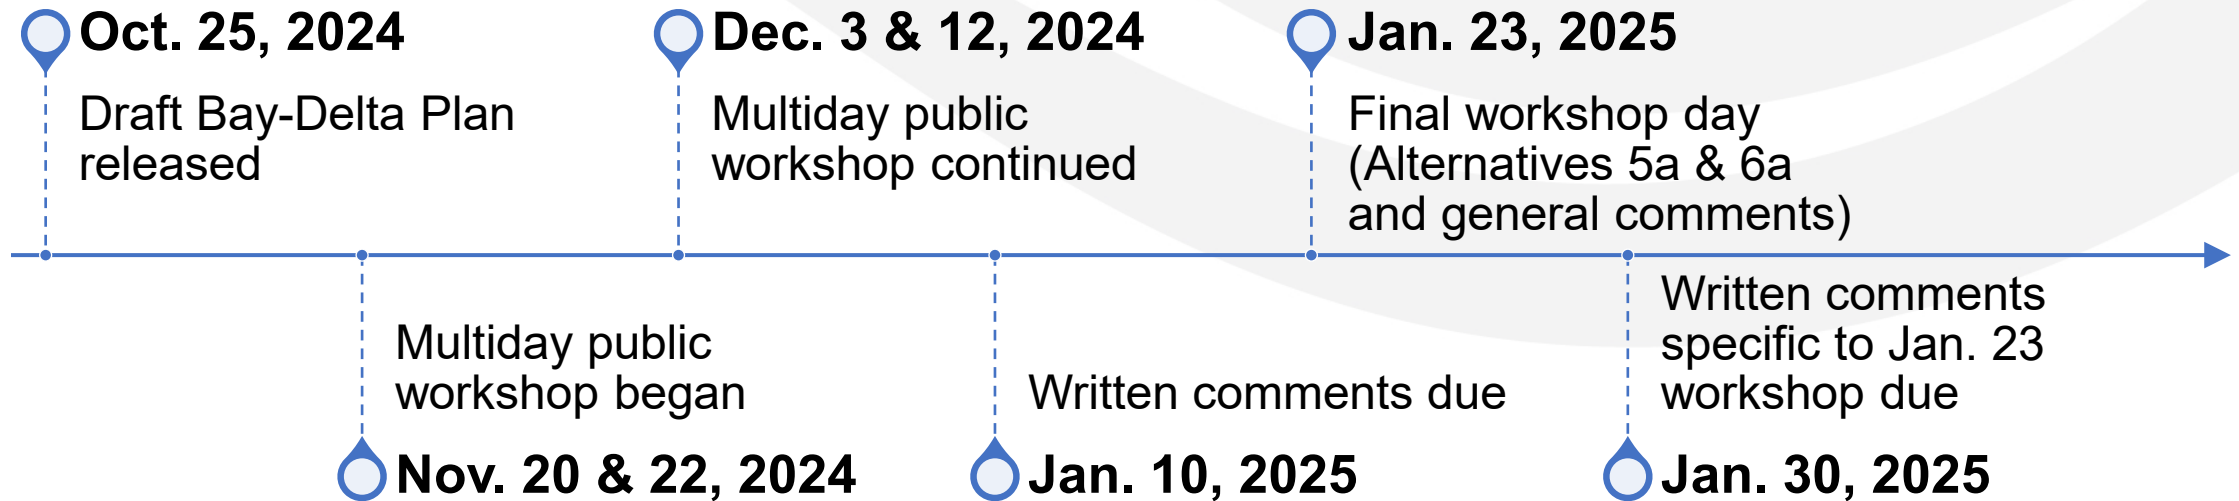 Oct. 25, 2024
Draft Bay-Delta Plan
released
Nov. 20 & 22, 2024
Multiday public
workshop began
Dec. 3 & 12, 2024
Multiday public
workshop continued
Jan. 10, 2025
Written comments due
Jan. 23, 2025
Final workshop day
(Alternatives 5a & 6a
and general comments)
Jan. 30, 2025
Written comments
specific to Jan. 23
workshop due